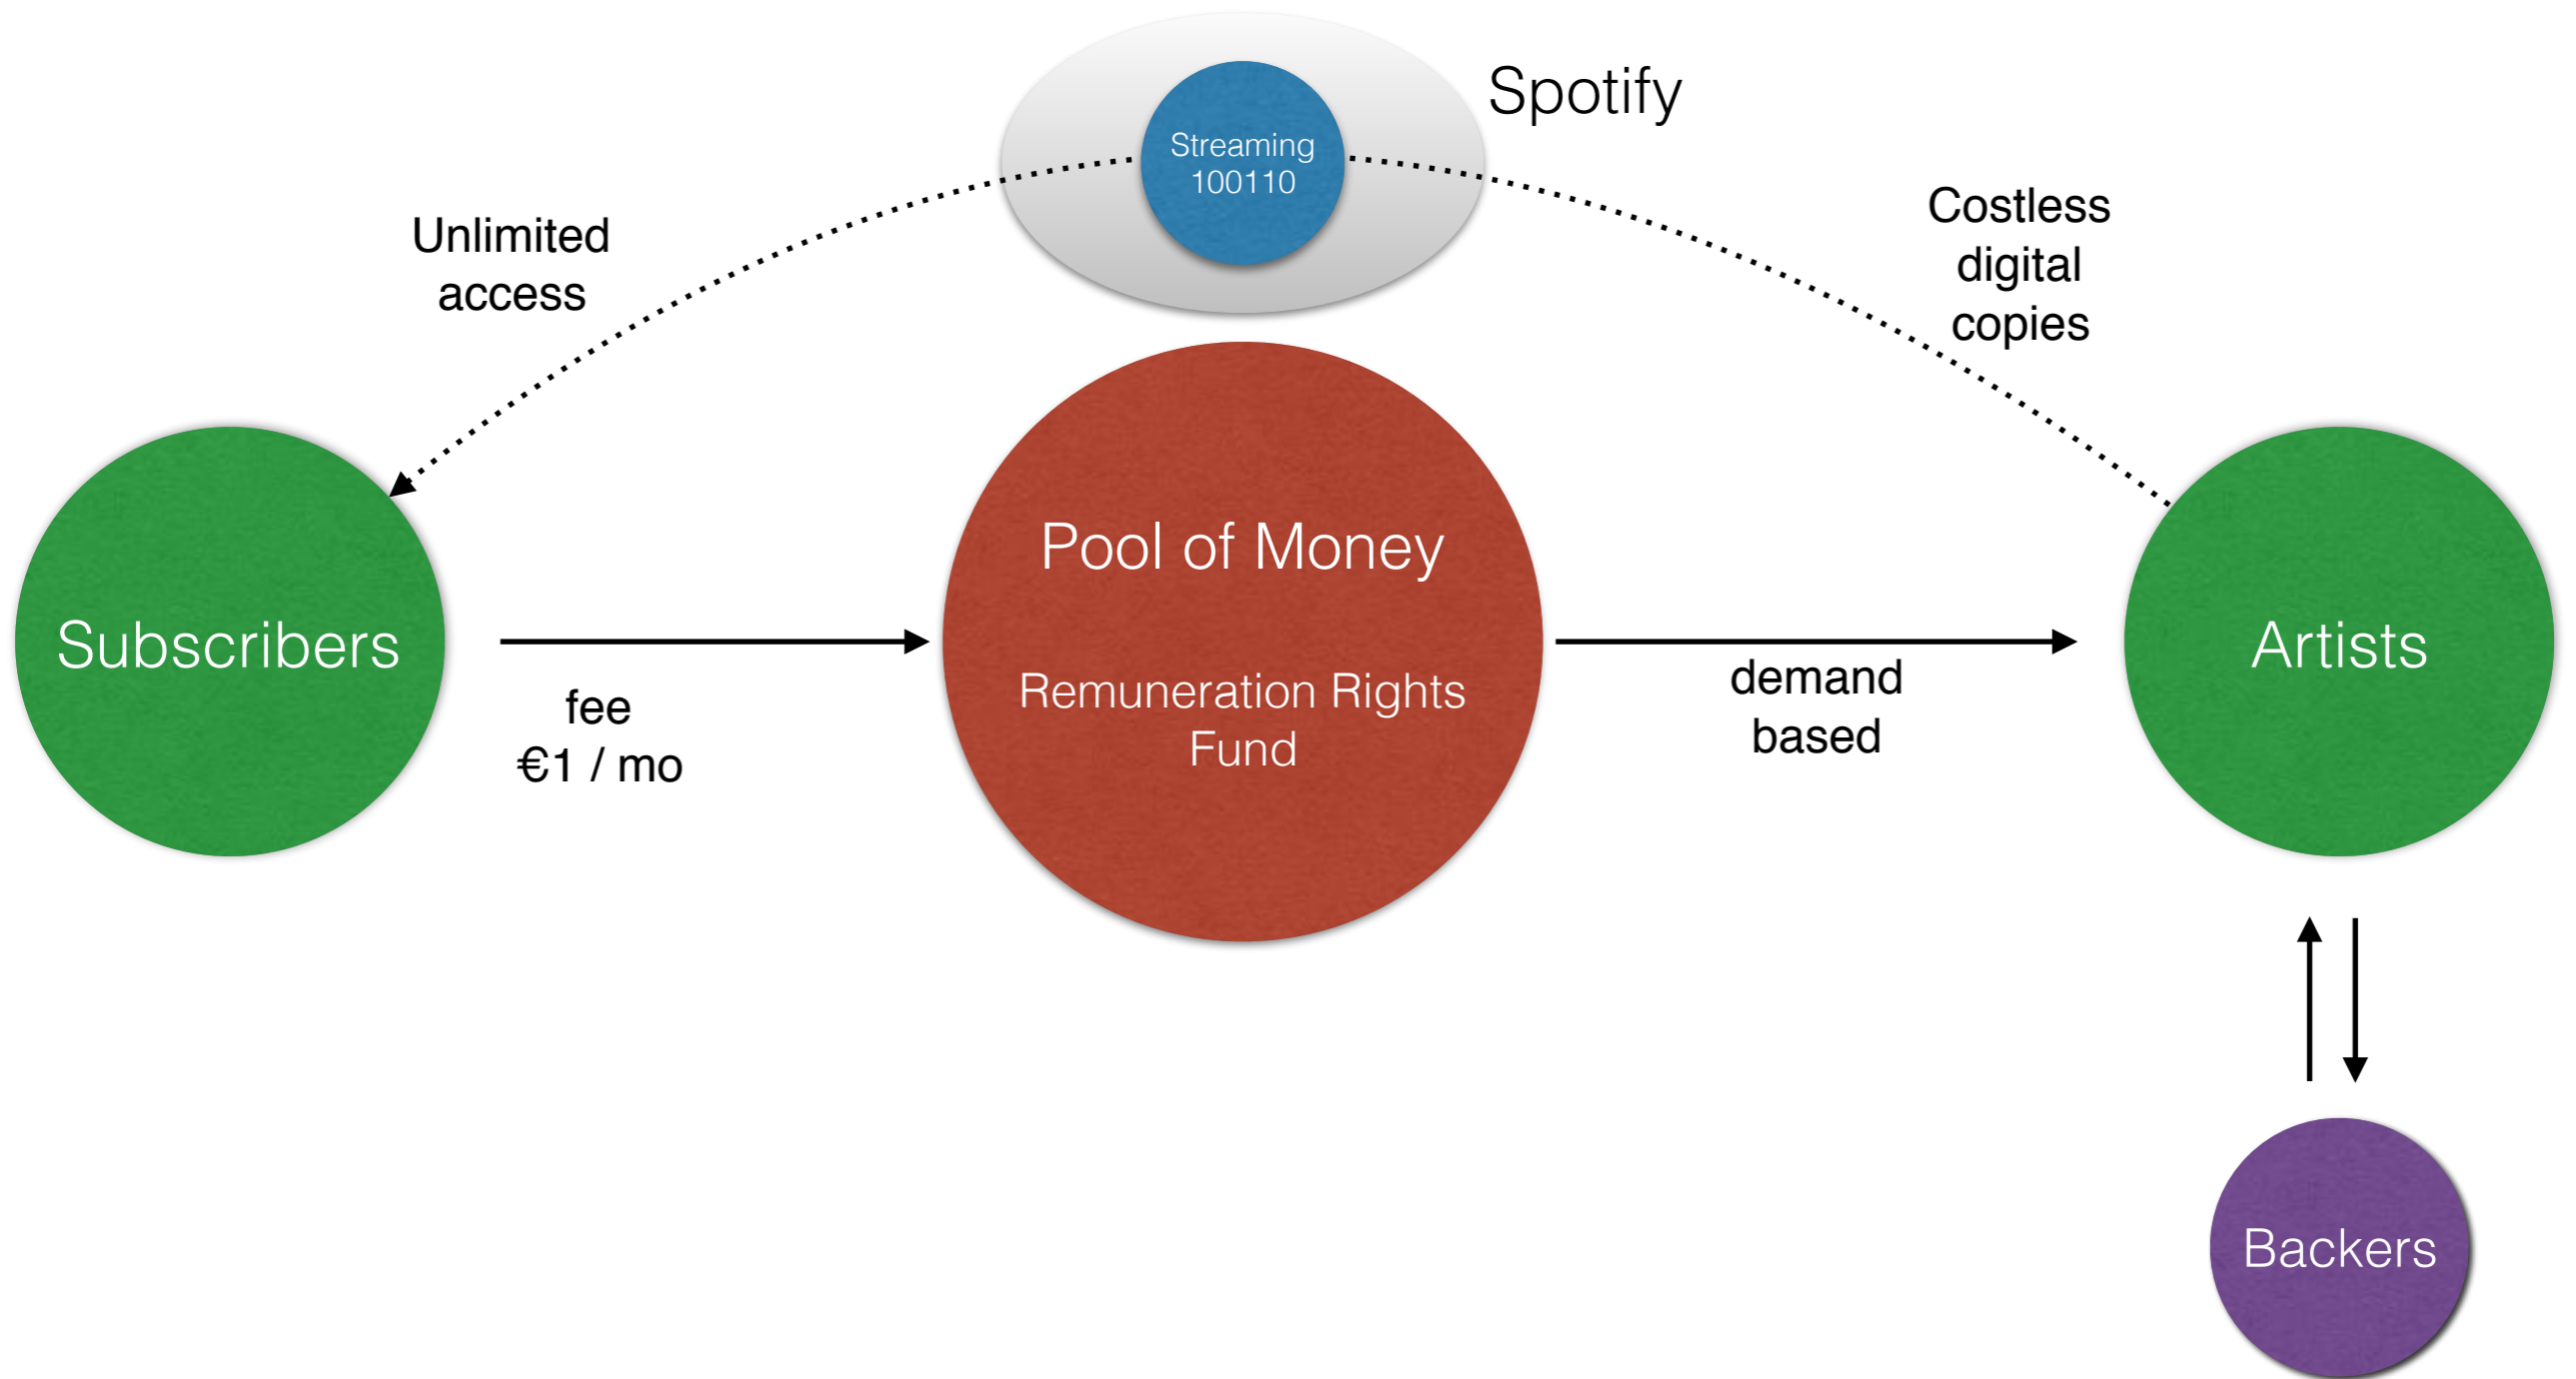 Spotify
Streaming
100110
Unlimited
access
Costless
digital
copies
Subscribers
fee
€1 / mo
Pool of Money
Remuneration Rights
Fund
demand
based
Artists
Backers